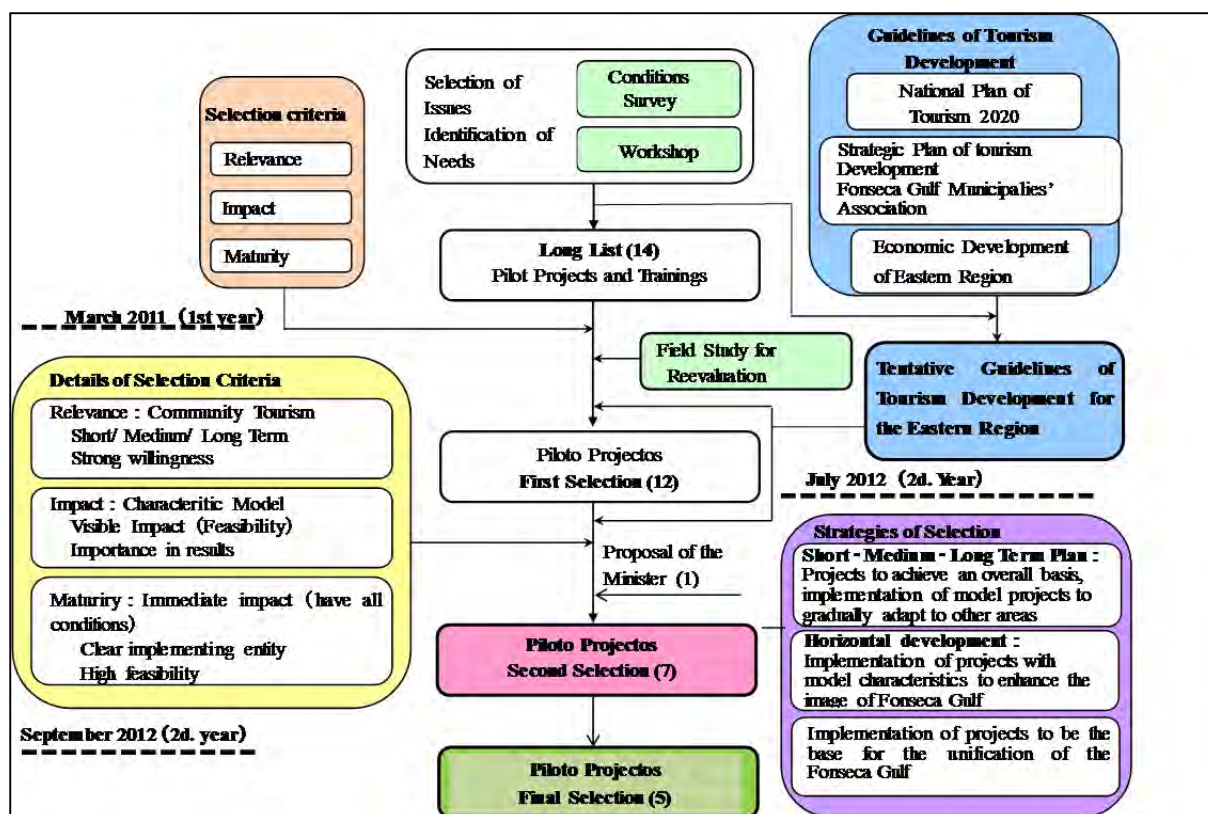 Selection criteria
Relevance
Impact
Maturity
Selection of
Issues
Identification of
Needs
Conditions
Survey
Workshop
Guidelines of Tourism
Development
National Plan of
Tourism 2020
Strategic Plan of tourism
Development
Fonseca Gulf Municipalies'
Association
Economic Development
of Eastern Region
Long List (14)
Pilot Projects and Trainings
March 2011 (1st year)
Field Study for
Reevaluation
Tentative Guidelines of
Tourism Development for
the Eastern Region
Details of Selection Criteria
Relevance : Community Tourism
Short/ Medium/ Long Term
Strong willingness
Impact : Characteritic Model
Visible Impact (Feasibility)
Importance in results
Maturiry : Immediate impact (have all
conditions)
Clear implementing entity
High feasibility
Piloto Projectos
First Selection (12)
July 2012 (2d. Year)
Proposal of the
Minister (1)
Strategies of Selection
Short - Medium - Long Term Plan :
Projects to achieve an overall basis,
implementation of model projects to
gradually adapt to other areas
Horizontal development :
Implementation of projects with
model characteristics to enhance the
image of Fonseca Gulf
Implementation of projects to be the
base for the unification of the
Fonseca Gulf
Piloto Projectos
Second Selection (7)
September 2012 (2d. year)
Piloto Projectos
Final Selection (5)